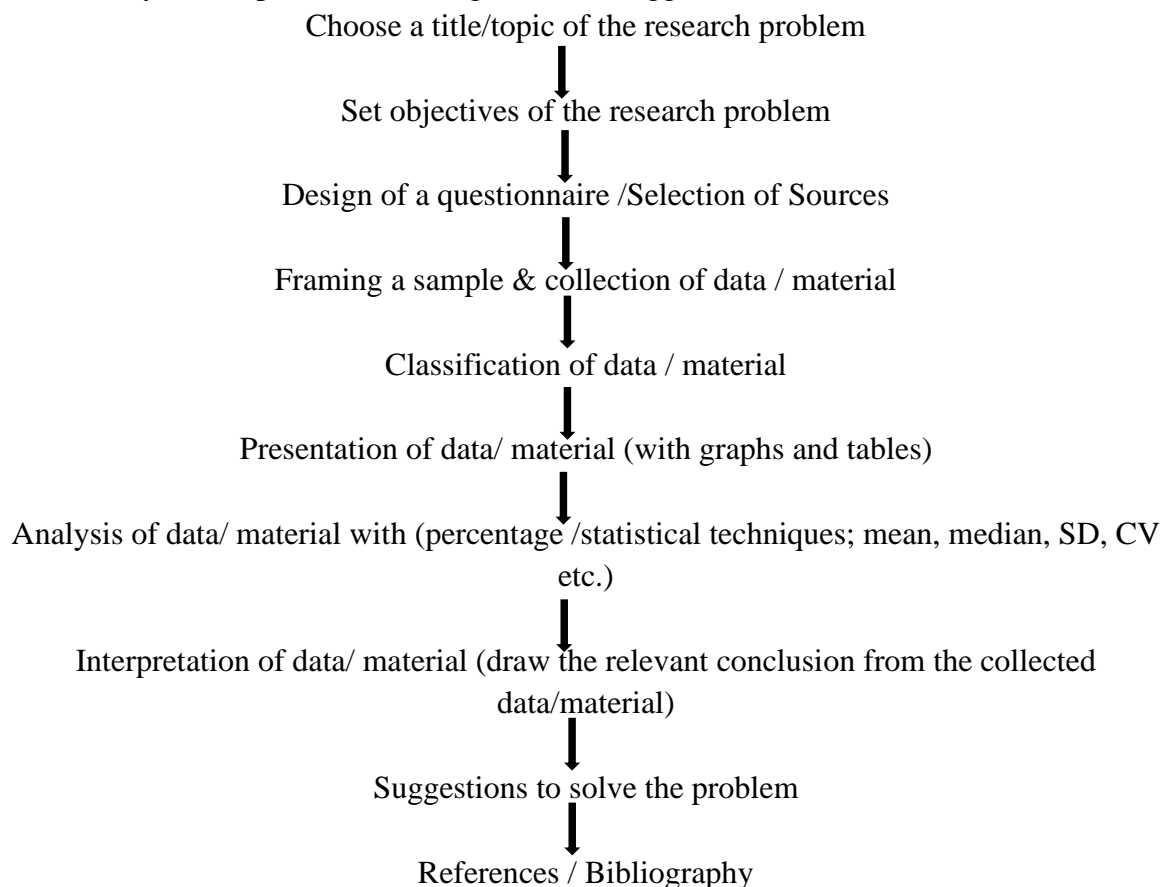 Choose a title/topic of the research problem
Set objectives of the research problem
Design of a questionnaire /Selection of Sources
Framing a sample & collection of data / material
Classification of data / material
Presentation of data/ material (with graphs and tables)
Analysis of data/ material with (percentage /statistical techniques; mean, median, SD, CV
etc.)
Interpretation of data/ material (draw the relevant conclusion from the collected
data/material)
Suggestions to solve the problem
References / Bibliography